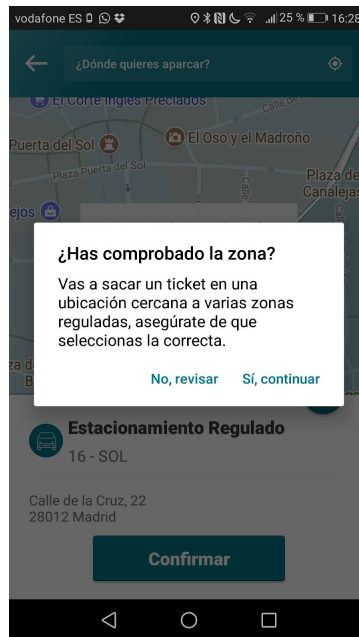 vodafone ES
25 % 16:28
¿Dónde quieres aparcar?
El Corte Inglés Preciados
Calle de
Puerta del Sol
El Oso y el Madroño
Plaza Puerta del Sol
Calle
Plaza de
Canalejas
ejos
¿Has comprobado la zona?
Vas a sacar un ticket en una
ubicación cercana a varias zonas
reguladas, asegúrate de que
seleccionas la correcta.
No, revisar Sí, continuar
Estacionamiento Regulado
16 - SOL
Calle de la Cruz, 22
28012 Madrid
Confirmar